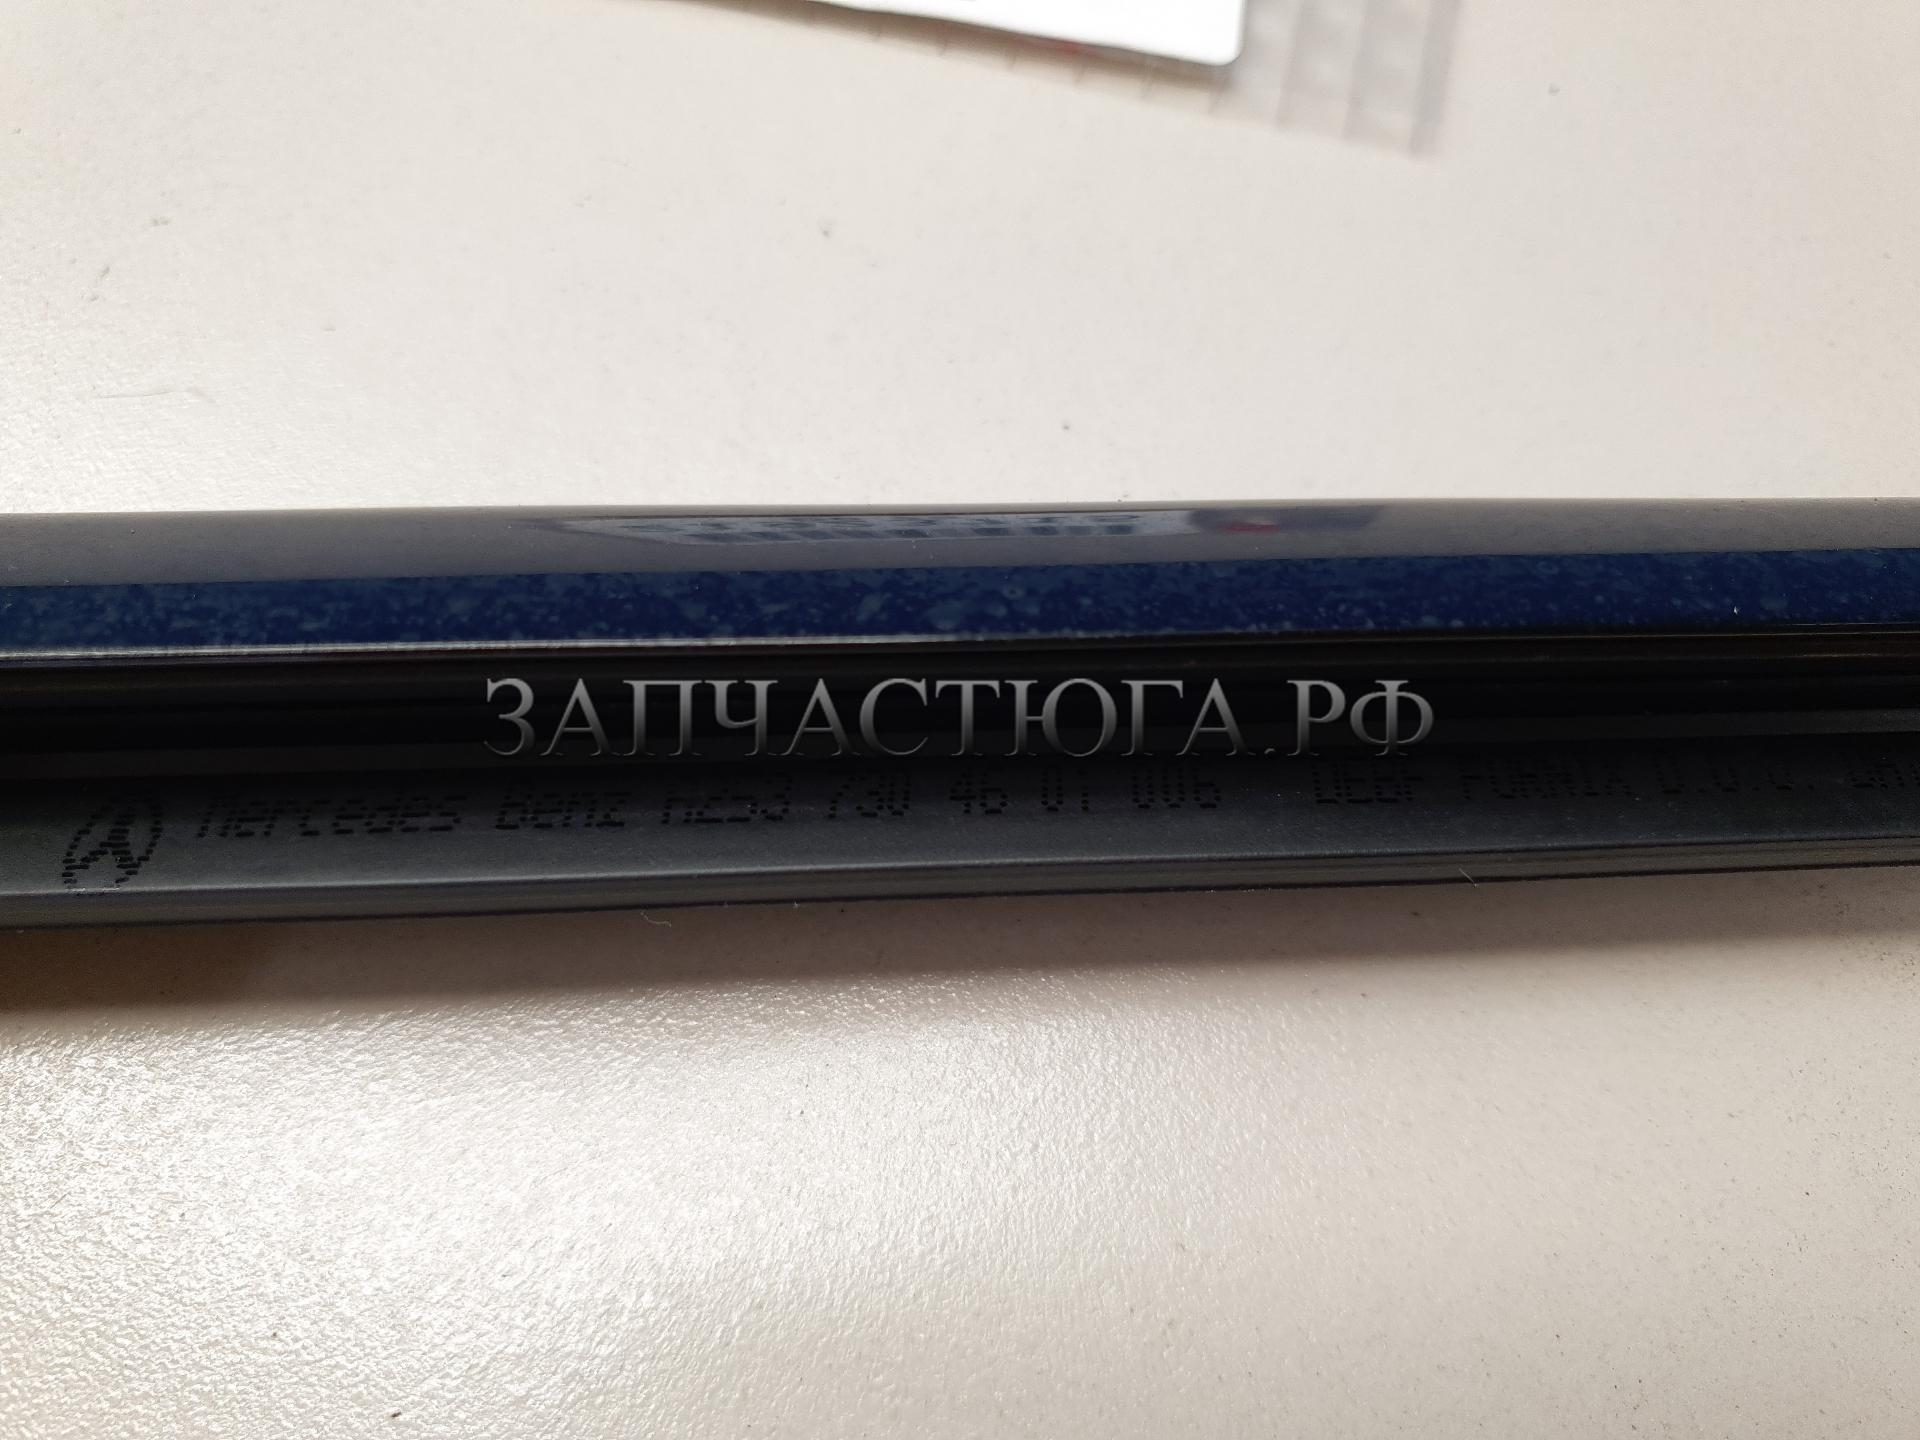 ЗАПЧАСТЮГА.РФ
Mercedes Benz A253 730 46 01 006